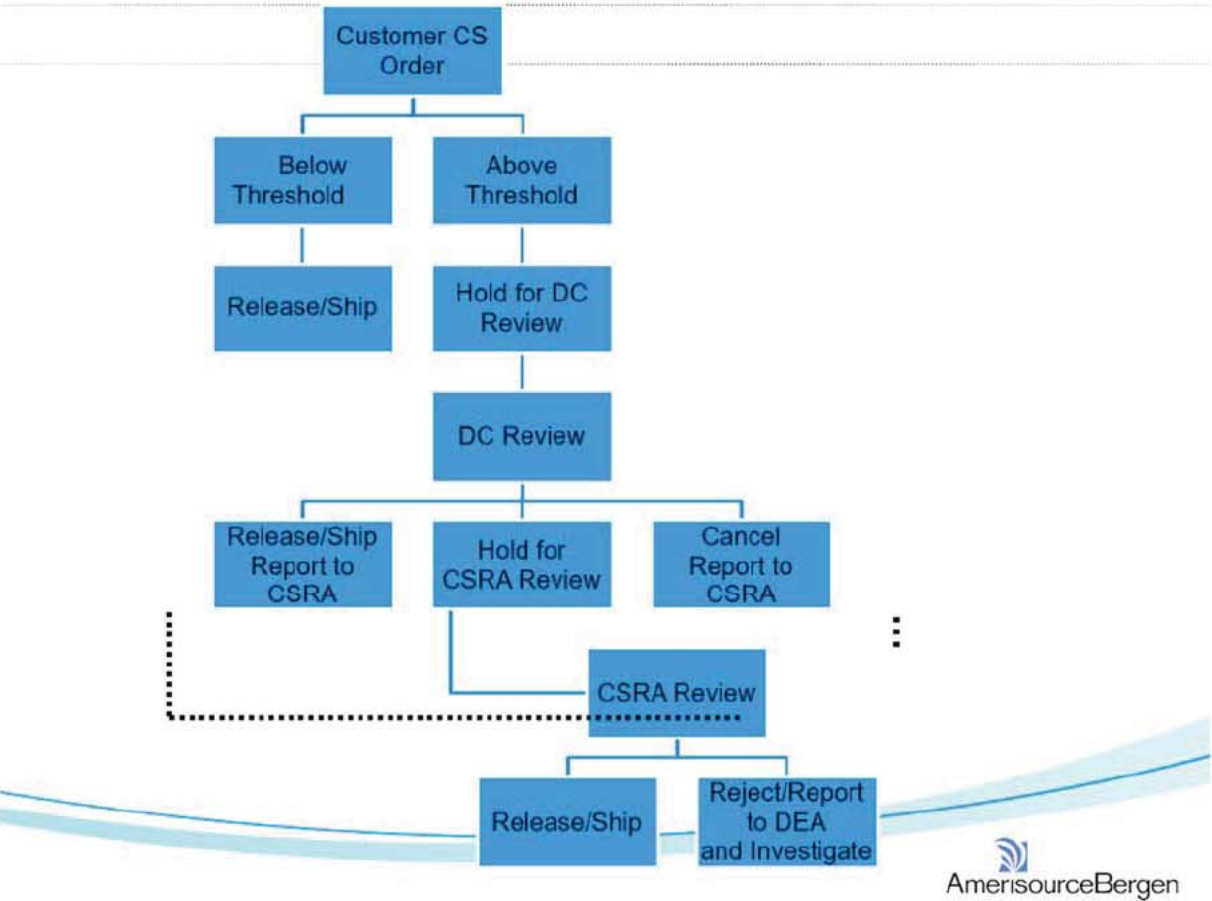 Customer CS
Order
Below
Threshold
Above
Threshold
Release/Ship
Hold for DC
Review
DC Review
Release/Ship
Report to
CSRA
Hold for
CSRA Review
Cancel
Report to
CSRA
CSRA Review
Release/Ship
Reject/Report
to DEA
and Investigate
AmerisourceBergen